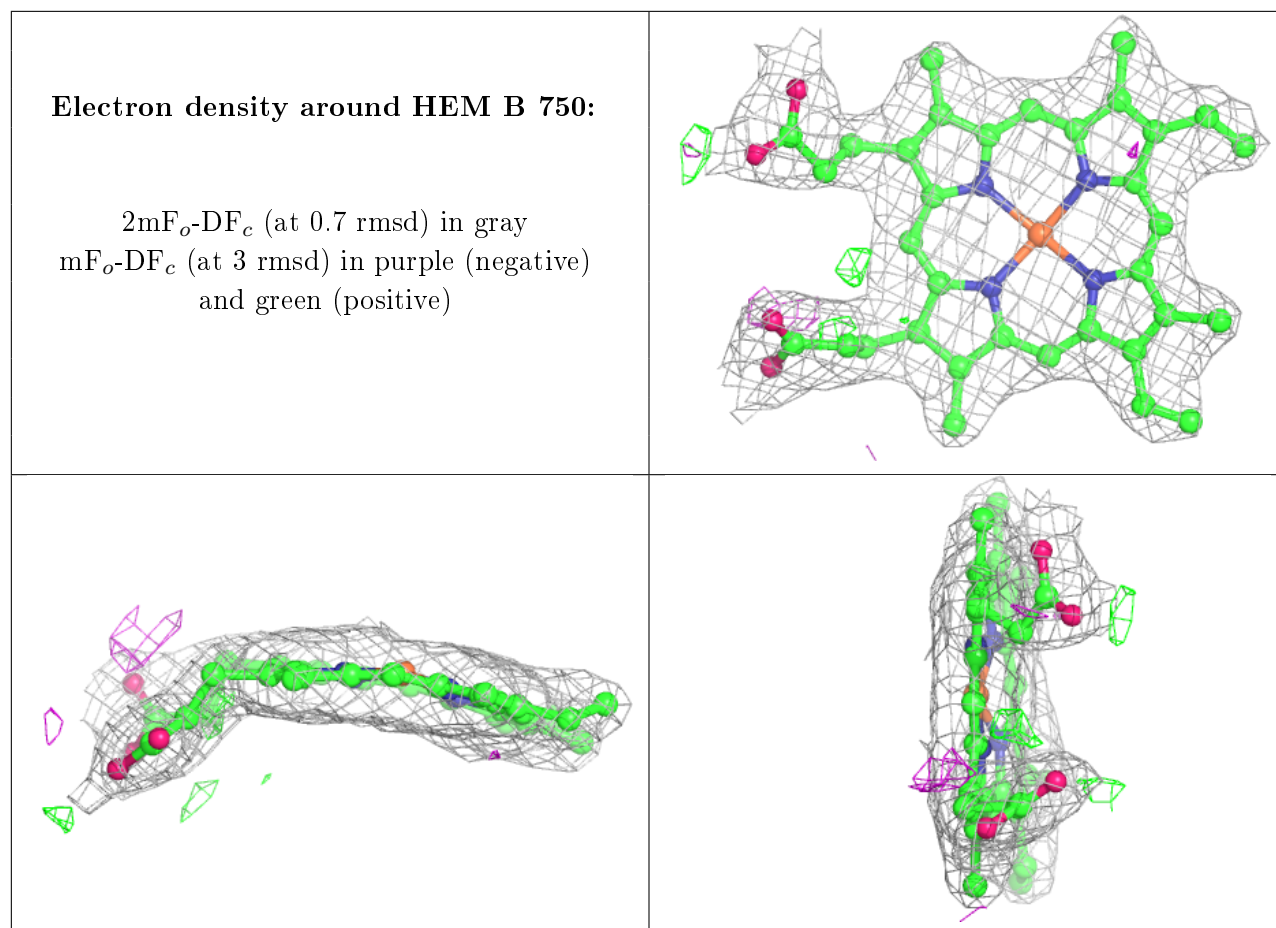 Electron density around HEM B 750:
2mFo-DFc (at 0.7 rmsd) in gray
mFo-DFc (at 3 rmsd) in purple (negative)
and green (positive)